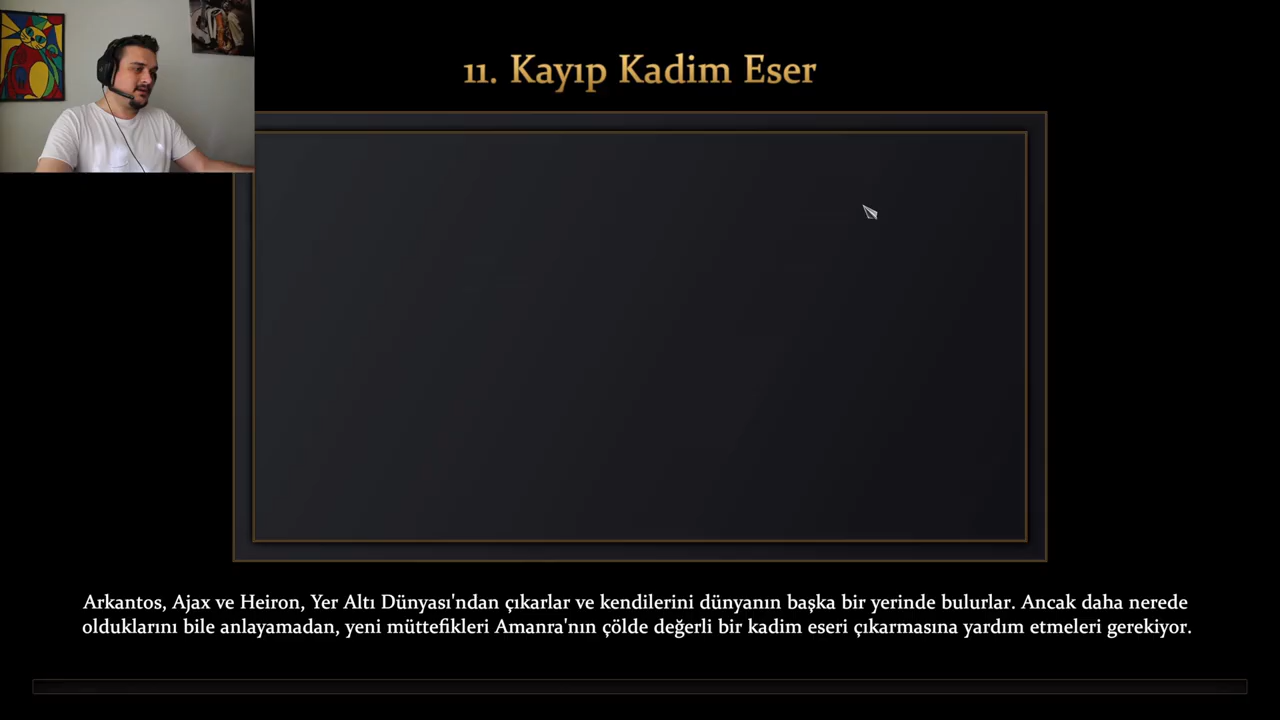 11. Kayıp Kadim Eser
Arkantos, Ajax ve Heiron, Yer Altı Dünyası'ndan çıkarlar ve kendilerini dünyanın başka bir yerinde bulurlar. Ancak daha nerede
olduklarını bile anlayamadan, yeni müttefikleri Amanra'nın çölde değerli bir kadim eseri çıkarmasına yardım etmeleri gerekiyor.